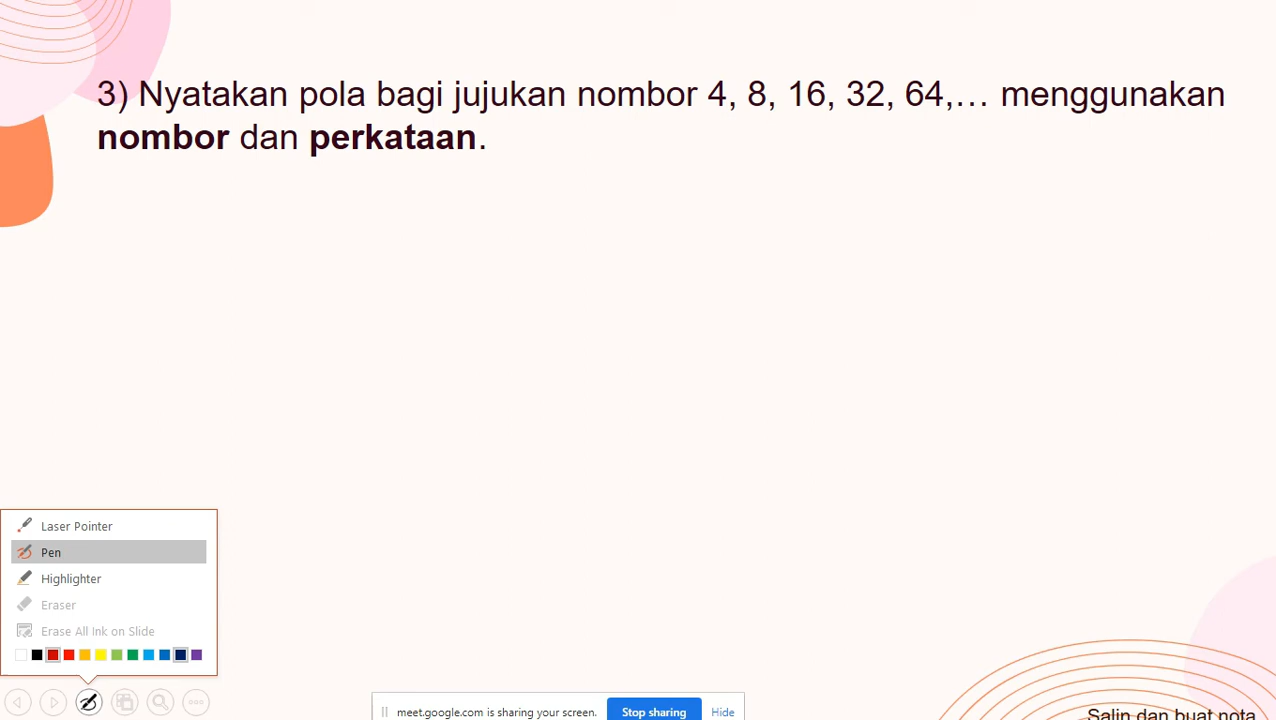 3) Nyatakan pola bagi jujukan nombor 4, 8, 16, 32, 64,… menggunakan
nombor dan perkataan.
Laser Pointer
Pen
Highlighter
Eraser
Erase All Ink on Slide
meet.google.com is sharing your screen.
Stop sharing
Hide
Salin dan buat nota